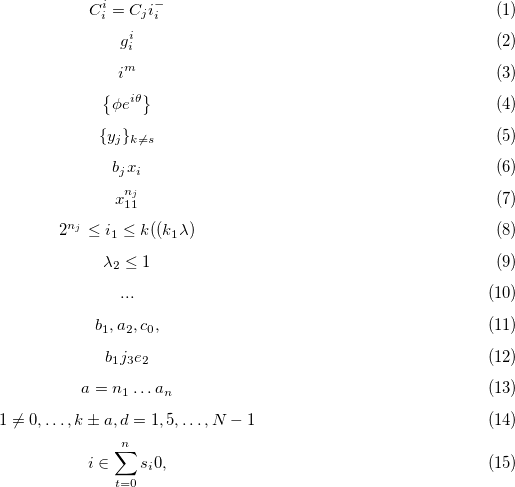 $C_i^i = C_j i_i^-$ (1)
$g_i^i$ (2)
$i^m$ (3)
$\{\phi e^{i\theta}\}$ (4)
$\{y_j\}_{k \neq s}$ (5)
$b_j x_i$ (6)
$x_{11}^{n_j}$ (7)
$2^{n_j} \leq i_1 \leq k((k_1 \lambda)$ (8)
$\lambda_2 \leq 1$ (9)
$...$ (10)
$b_1, a_2, c_0,$ (11)
$b_1 j_3 e_2$ (12)
$a = n_1 \ldots a_n$ (13)
$1 \neq 0, \ldots, k \pm a, d = 1, 5, \ldots, N - 1$ (14)
$i \in \sum_{t=0}^{n} s_i 0,$ (15)